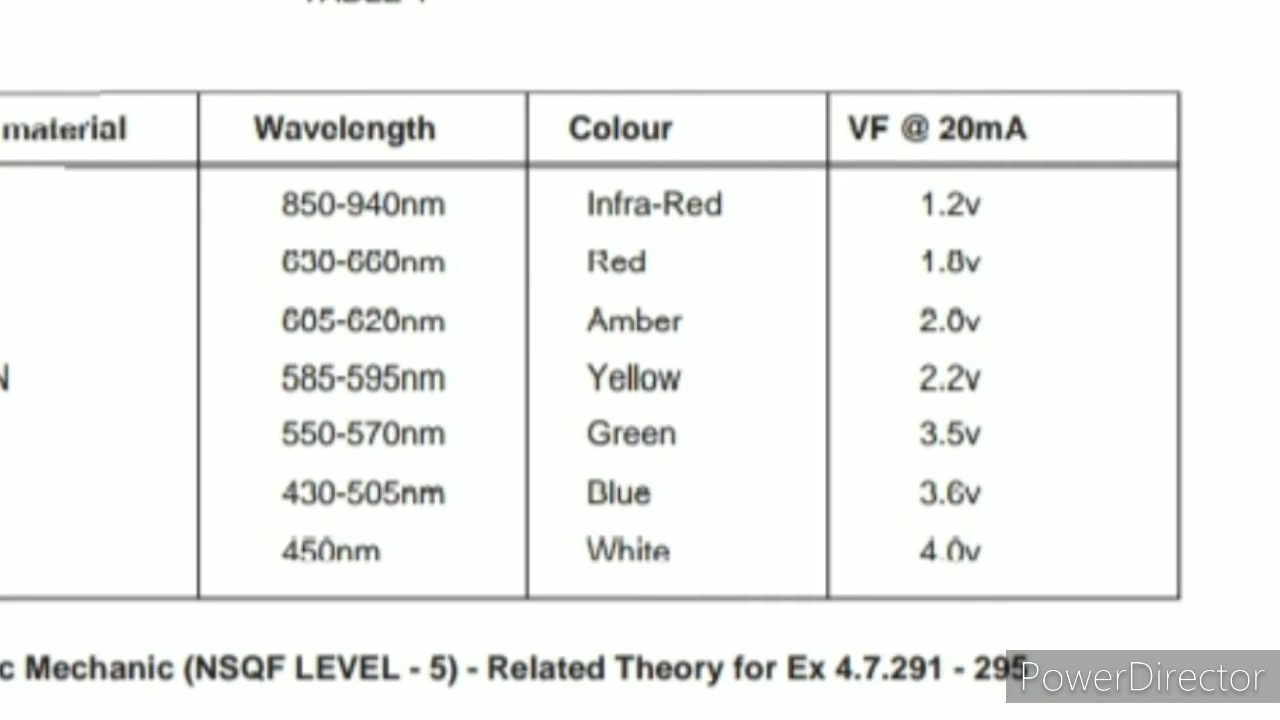 material Wavelength Colour VF @ 20mA
850-940nm Infra-Red 1.2v
630-660nm Red 1.8v
605-620nm Amber 2.0v
N 585-595nm Yellow 2.2v
550-570nm Green 3.5v
430-505nm Blue 3.6v
450nm White 4.0v
c Mechanic (NSQF LEVEL - 5) - Related Theory for Ex 4.7.291 - 295
PowerDirector